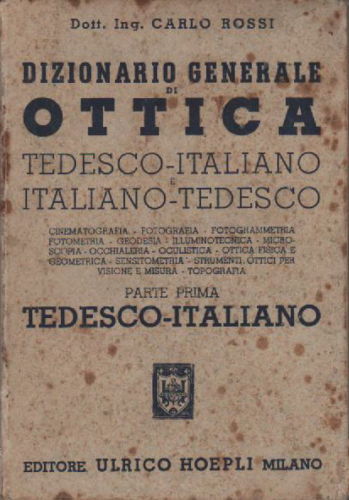 Dott. Ing. CARLO ROSSI
DIZIONARIO GENERALE
DI
OTTICA
TEDESCO-ITALIANO
E
ITALIANO-TEDESCO
CINEMATOGRAFIA - FOTOGRAFIA - FOTOGRAMMETRIA
FOTOMETRIA - GEODESIA - ILLUMINOTECNICA - MICRO-
SCOPIA - OCCHIALERIA - OCULISTICA - OTTICA FISICA E
GEOMETRICA - SENSITOMETRIA - STRUMENTI OTTICI PER
VISIONE E MISURA - TOPOGRAFIA
PARTE PRIMA
TEDESCO-ITALIANO
EDITORE ULRICO HOEPLI MILANO